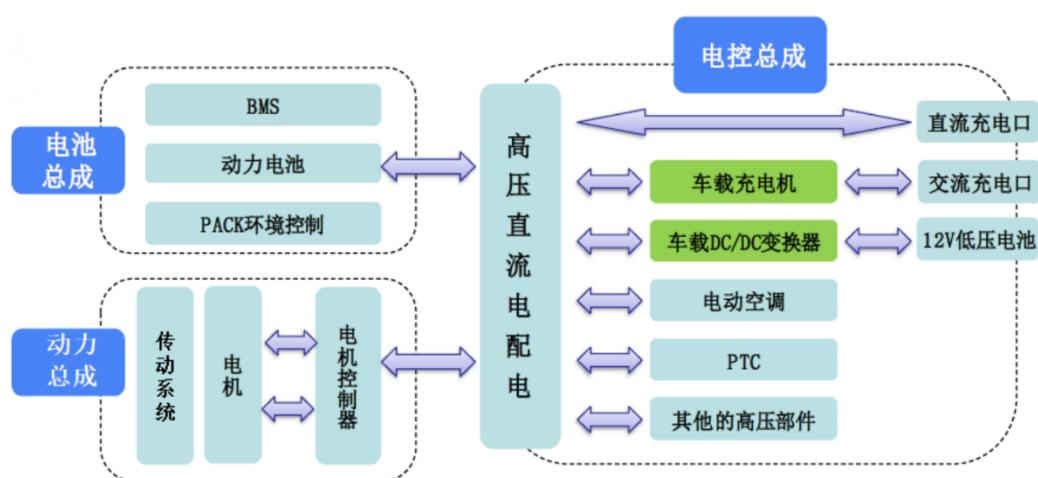 电控总成
电池
总成
BMS
动力电池
PACK环境控制
动力
总成
传动系统
电机
电机控制器
高压直流电配电
直流充电口
车载充电机
交流充电口
车载DC/DC变换器
12V低压电池
电动空调
PTC
其他的高压部件